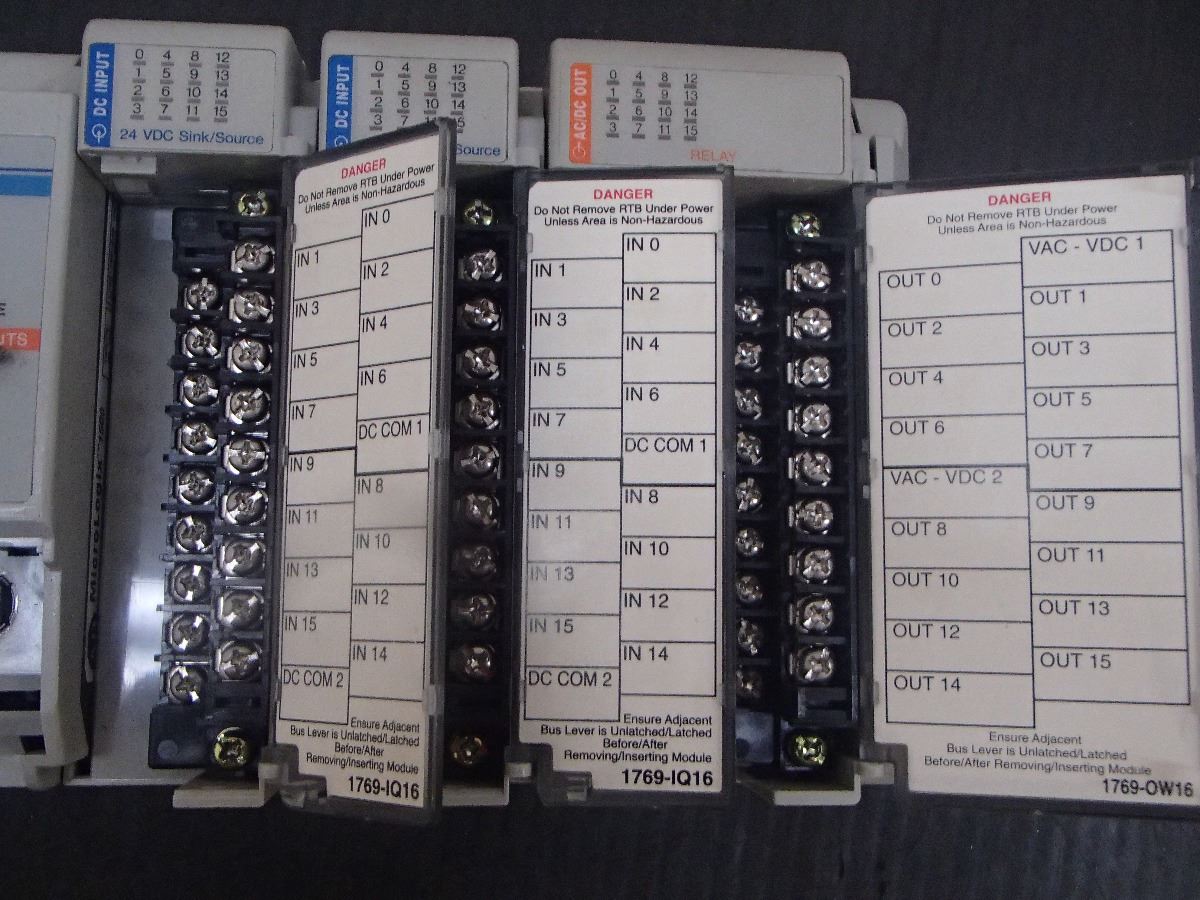 DC INPUT
0 4 8 12
1 5 9 13
2 6 10 14
3 7 11 15
24 VDC Sink/Source
DC INPUT
0 4 8 12
1 5 9 13
2 6 10 14
3 7 15
Source
AC/DC OUT
0 4 8 12
1 5 9 13
2 6 10 14
3 7 11 15
RELAY
MicroLogix
DANGER
Do Not Remove RTB Under Power
Unless Area is Non-Hazardous
IN 0
IN 1
IN 2
IN 3
IN 4
IN 5
IN 6
IN 7
DC COM 1
IN 9
IN 8
IN 11
IN 10
IN 13
IN 12
IN 15
IN 14
DC COM 2
Ensure Adjacent
Bus Lever is Unlatched/Latched
Before/After
Removing/Inserting Module
1769-IQ16
DANGER
Do Not Remove RTB Under Power
Unless Area is Non-Hazardous
IN 0
IN 1
IN 2
IN 3
IN 4
IN 5
IN 6
IN 7
DC COM 1
IN 9
IN 8
IN 11
IN 10
IN 13
IN 12
IN 15
IN 14
DC COM 2
Ensure Adjacent
Bus Lever is Unlatched/Latched
Before/After
Removing/Inserting Module
1769-IQ16
DANGER
Do Not Remove RTB Under Power
Unless Area is Non-Hazardous
VAC - VDC 1
OUT 0
OUT 1
OUT 2
OUT 3
OUT 4
OUT 5
OUT 6
OUT 7
VAC - VDC 2
OUT 9
OUT 8
OUT 11
OUT 10
OUT 13
OUT 12
OUT 15
OUT 14
Ensure Adjacent
Bus Lever is Unlatched/Latched
Before/After Removing/Inserting Module
1769-OW16